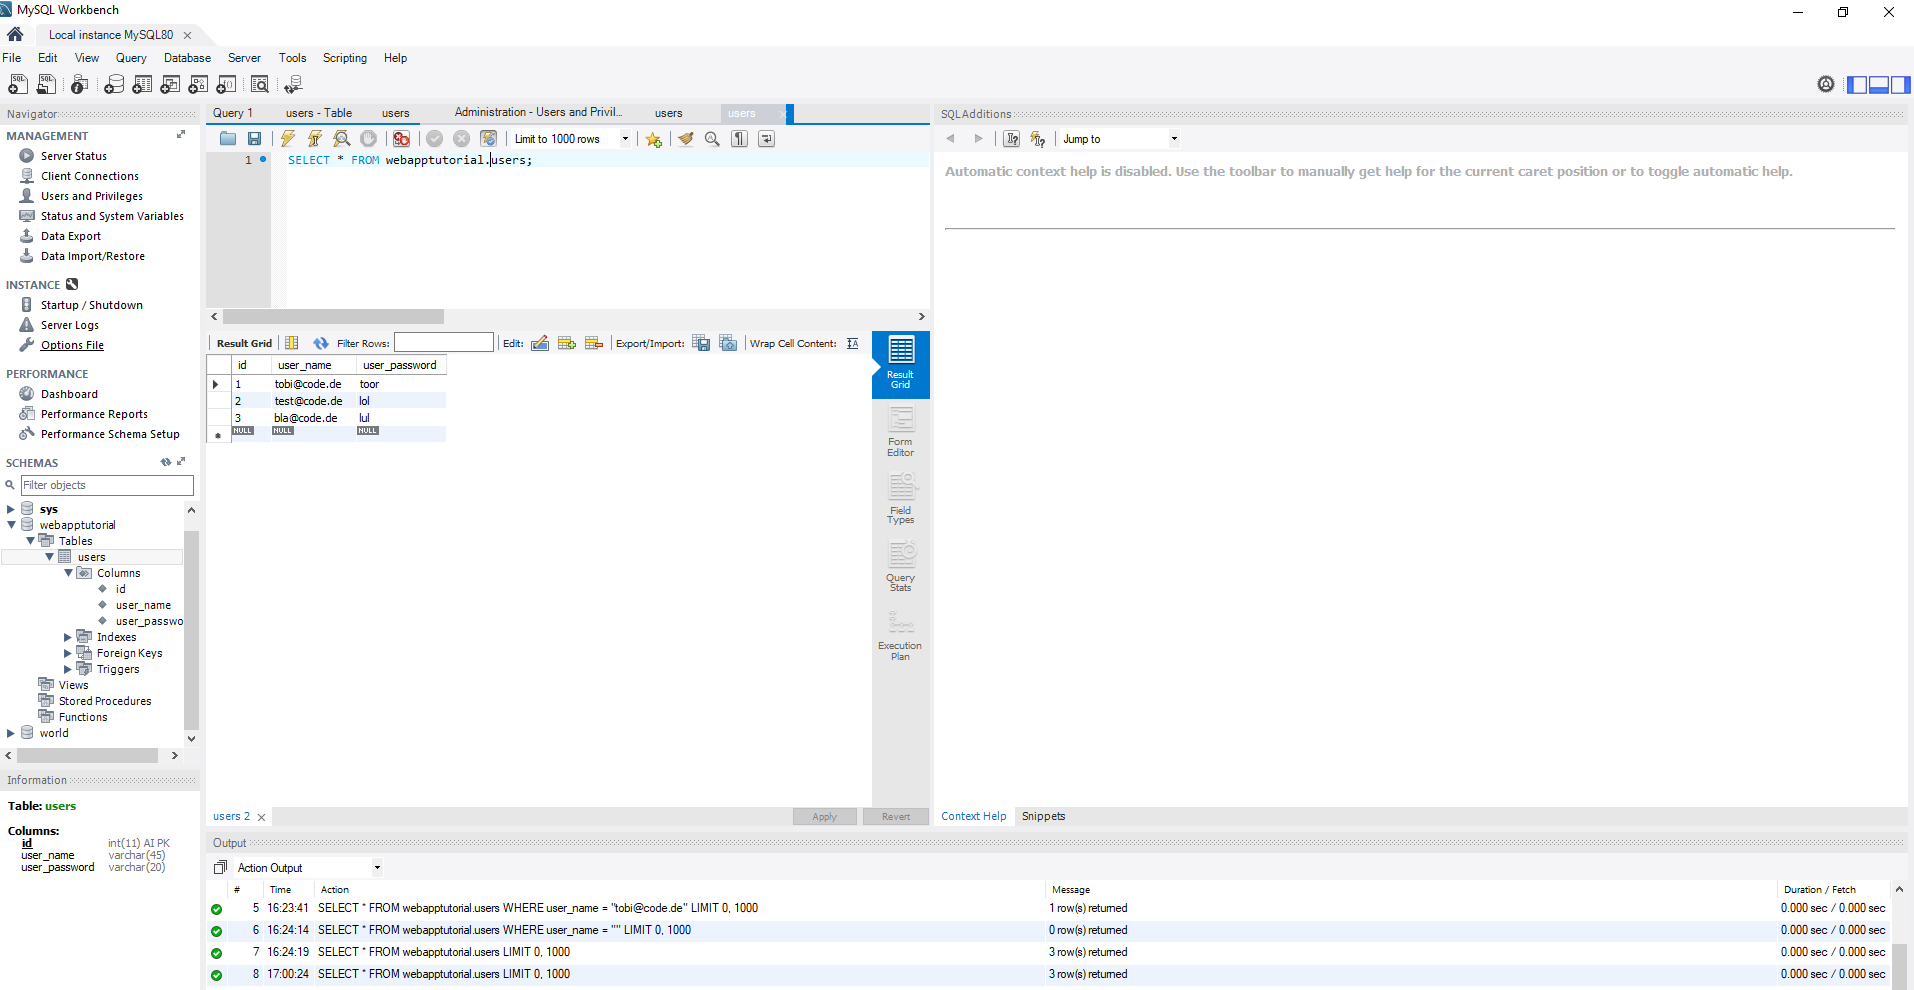 MySQL Workbench
Local instance MySQL80
File Edit View Query Database Server Tools Scripting Help
Navigator
MANAGEMENT
Server Status
Client Connections
Users and Privileges
Status and System Variables
Data Export
Data Import/Restore
INSTANCE
Startup / Shutdown
Server Logs
Options File
PERFORMANCE
Dashboard
Performance Reports
Performance Schema Setup
SCHEMAS
Filter objects
sys
webapptutorial
Tables
users
Columns
id
user_name
user_passwo
Indexes
Foreign Keys
Triggers
Views
Stored Procedures
Functions
world
Information
Table: users
Columns:
id int(11) AI PK
user_name varchar(45)
user_password varchar(20)
Query 1 users - Table users Administration - Users and Privil... users users
Limit to 1000 rows
1 SELECT * FROM webapptutorial.users;
Result Grid Filter Rows: Edit: Export/Import: Wrap Cell Content: IA
id user_name user_password
1 tobi@code.de toor
2 test@code.de lol
3 bla@code.de lul
NULL NULL NULL
Result
Grid
Form
Editor
Field
Types
Query
Stats
Execution
Plan
users 2 Apply Revert
SQLAdditions
Jump to
Automatic context help is disabled. Use the toolbar to manually get help for the current caret position or to toggle automatic help.
Context Help Snippets
Output
Action Output
# Time Action Message Duration / Fetch
5 16:23:41 SELECT * FROM webapptutorial.users WHERE user_name = "tobi@code.de" LIMIT 0, 1000 1 row(s) returned 0.000 sec / 0.000 sec
6 16:24:14 SELECT * FROM webapptutorial.users WHERE user_name = "" LIMIT 0, 1000 0 row(s) returned 0.000 sec / 0.000 sec
7 16:24:19 SELECT * FROM webapptutorial.users LIMIT 0, 1000 3 row(s) returned 0.000 sec / 0.000 sec
8 17:00:24 SELECT * FROM webapptutorial.users LIMIT 0, 1000 3 row(s) returned 0.000 sec / 0.000 sec